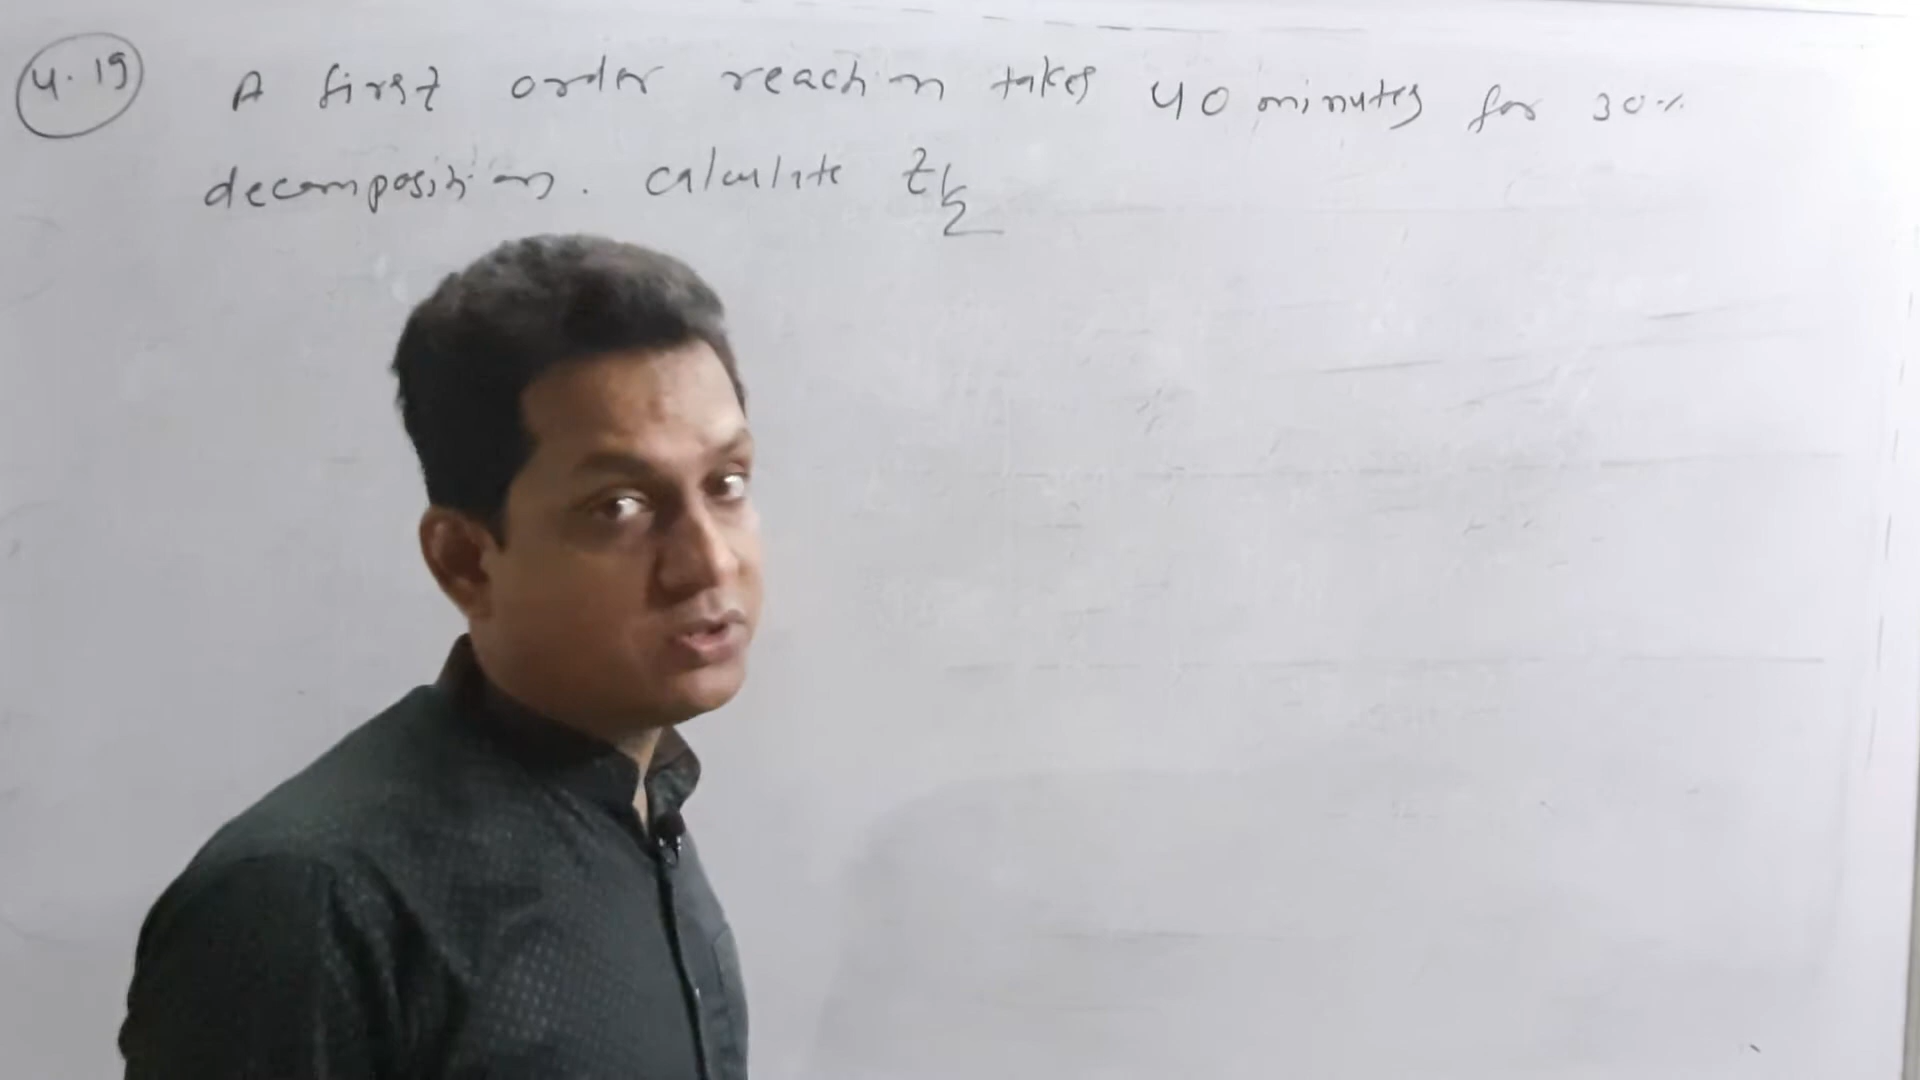 4.19 A first order reaction takes 40 minutes for 30%
decomposition. calculate t1/2